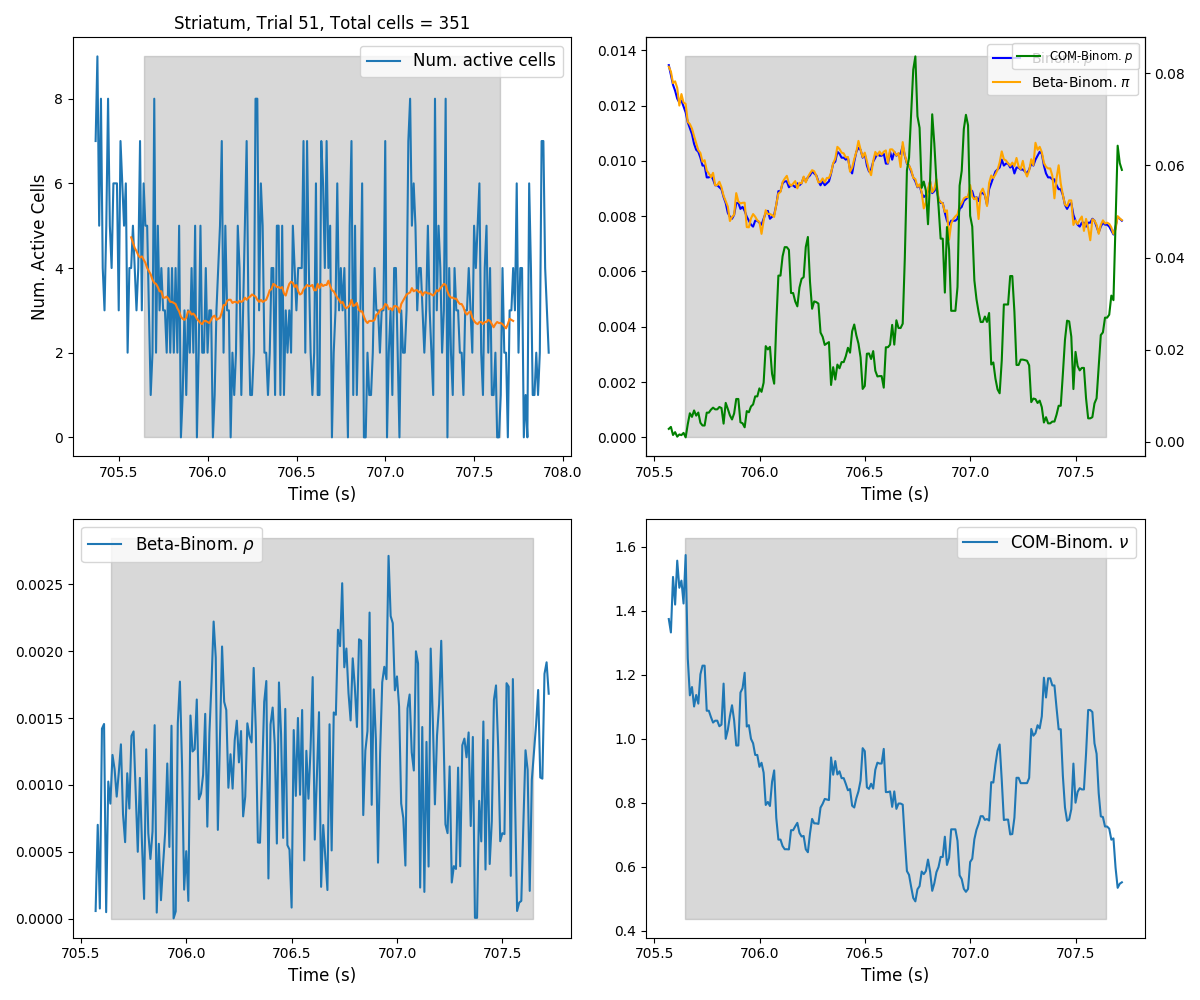 Striatum, Trial 51, Total cells = 351
Num. active cells
Num. Active Cells
8
6
4
2
0
705.5 706.0 706.5 707.0 707.5 708.0
Time (s)
COM-Binom. p
Binom. p
Beta-Binom. π
0.014
0.012
0.010
0.008
0.006
0.004
0.002
0.000
0.08
0.06
0.04
0.02
0.00
705.5 706.0 706.5 707.0 707.5
Time (s)
Beta-Binom. ρ
0.0025
0.0020
0.0015
0.0010
0.0005
0.0000
705.5 706.0 706.5 707.0 707.5
Time (s)
COM-Binom. ν
1.6
1.4
1.2
1.0
0.8
0.6
0.4
705.5 706.0 706.5 707.0 707.5
Time (s)